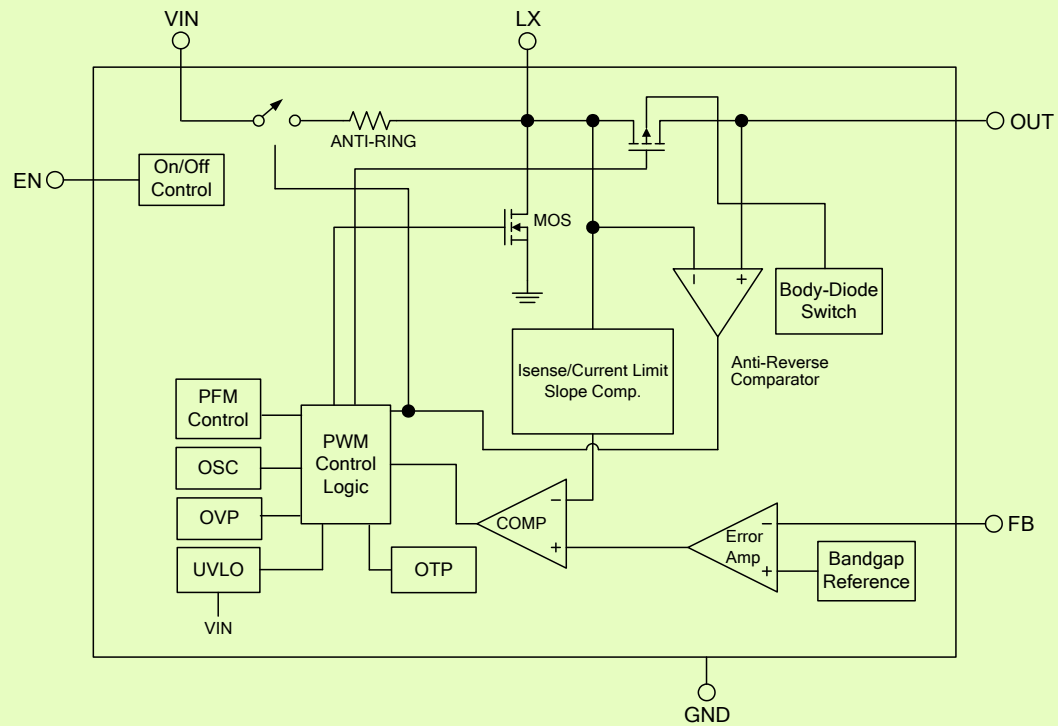 VIN
LX
OUT
ANTI-RING
EN
On/Off
Control
MOS
Body-Diode
Switch
Isense/Current Limit
Slope Comp.
Anti-Reverse
Comparator
PFM
Control
PWM
Control
Logic
OSC
OVP
UVLO
VIN
OTP
COMP
−
+
Error
Amp
−
+
FB
Bandgap
Reference
GND